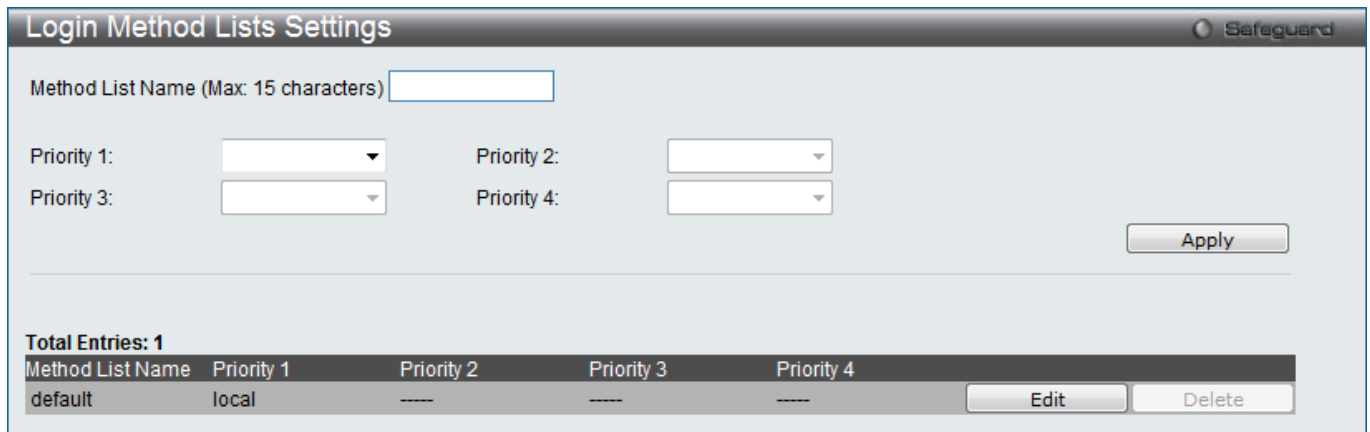 Login Method Lists Settings
Safeguard
Method List Name (Max: 15 characters)
Priority 1: Priority 2:
Priority 3: Priority 4:
Apply
Total Entries: 1
Method List Name Priority 1 Priority 2 Priority 3 Priority 4
default local ----- ----- ----- Edit Delete